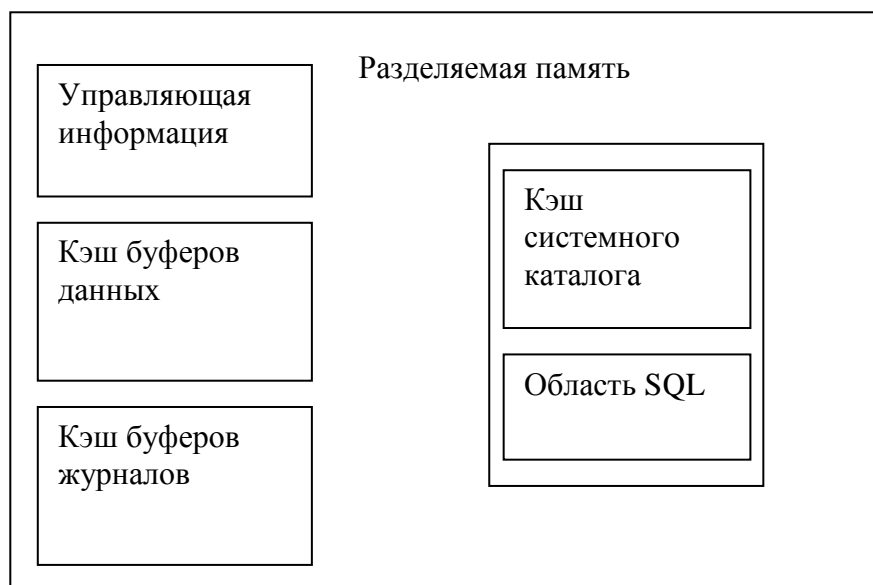 Разделяемая память
Управляющая
информация
Кэш буферов
данных
Кэш буферов
журналов
Кэш
системного
каталога
Область SQL